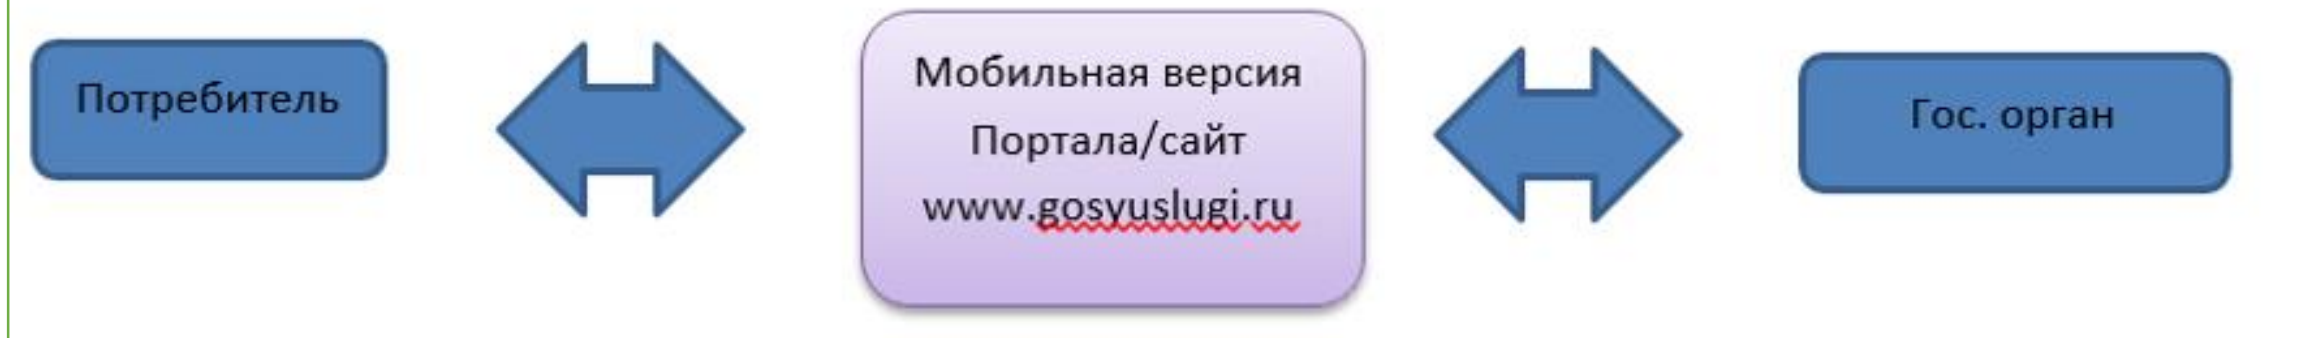 Потребитель
Мобильная версия
Портала/сайт
www.gosyuslugi.ru
Гос. орган